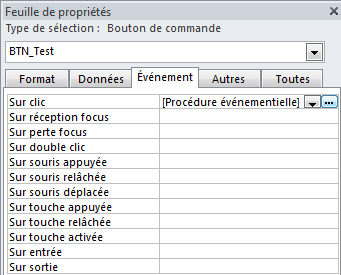 Feuille de propriétés
Type de sélection : Bouton de commande
BTN_Test
Format Données Événement Autres Toutes
Sur clic [Procédure événementielle] ...
Sur réception focus
Sur perte focus
Sur double clic
Sur souris appuyée
Sur souris relâchée
Sur souris déplacée
Sur touche appuyée
Sur touche relâchée
Sur touche activée
Sur entrée
Sur sortie